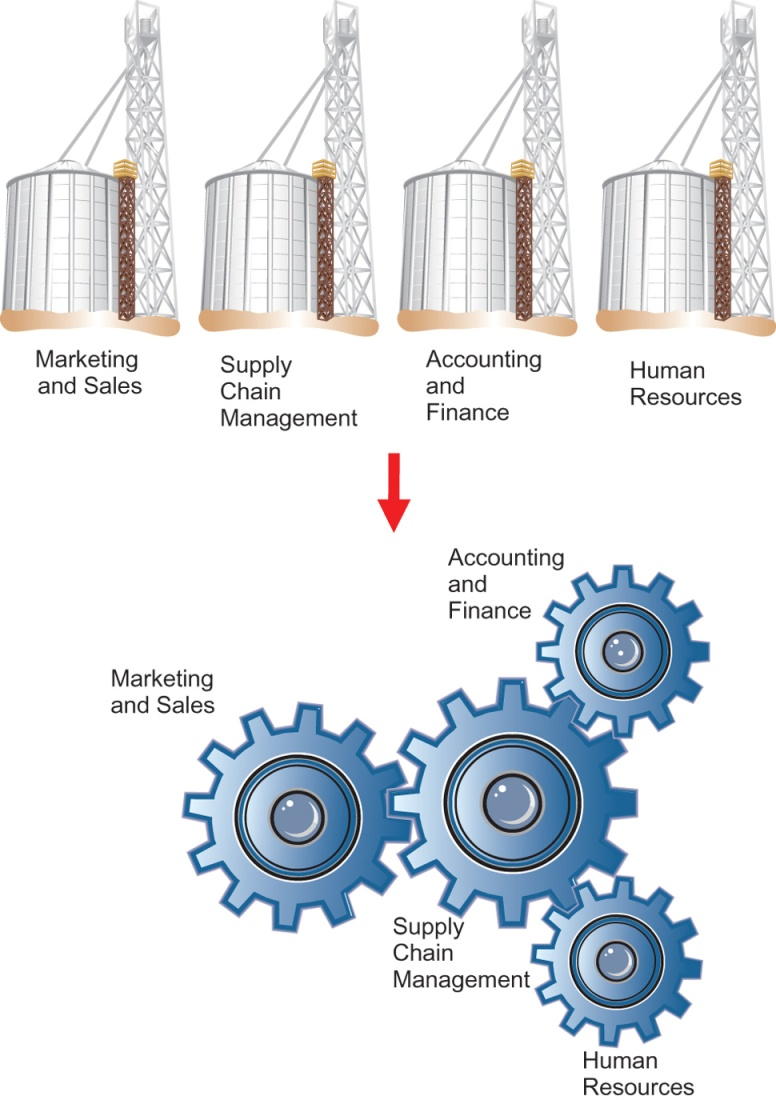 Marketing
and Sales
Supply
Chain
Management
Accounting
and
Finance
Human
Resources
Accounting
and
Finance
Marketing
and Sales
Supply
Chain
Management
Human
Resources